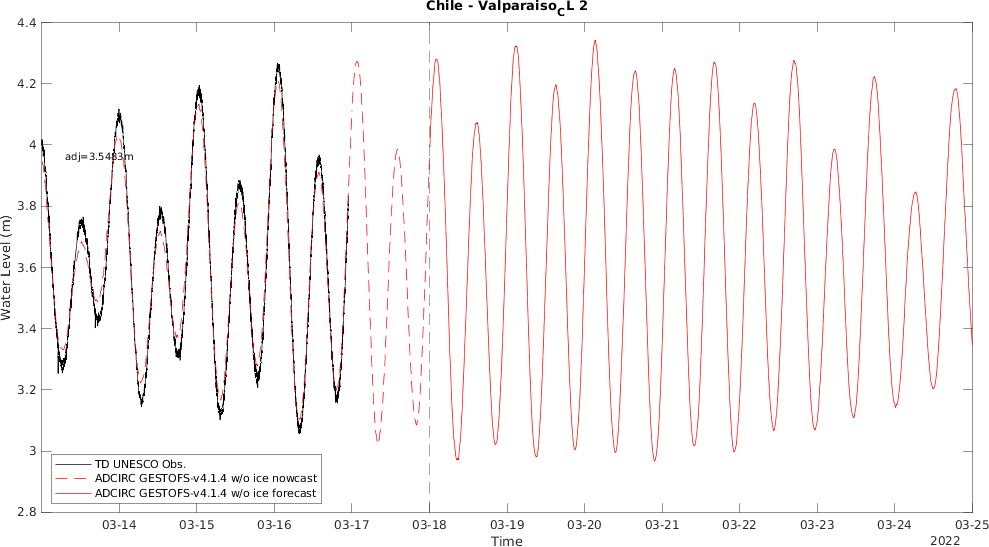 Chile - Valparaiso_CL 2
4.4
4.2
4
3.8
3.6
3.4
3.2
3
2.8
Water Level (m)
adj=3.5483m
TD UNESCO Obs.
ADCIRC GESTOFS-v4.1.4 w/o ice nowcast
ADCIRC GESTOFS-v4.1.4 w/o ice forecast
03-14 03-15 03-16 03-17 03-18 03-19 03-20 03-21 03-22 03-23 03-24 03-25
Time
2022